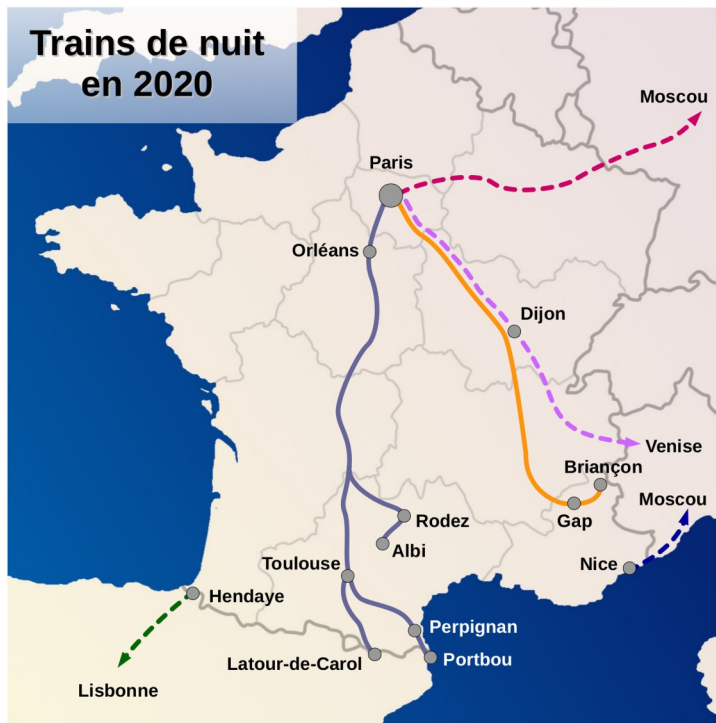 Trains de nuit
en 2020
Moscou
Paris
Orléans
Dijon
Venise
Briançon
Moscou
Gap
Rodez
Albi
Nice
Toulouse
Hendaye
Perpignan
Latour-de-Carol
Portbou
Lisbonne